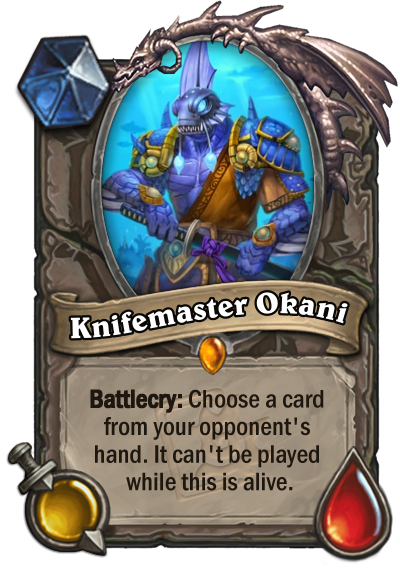 Knifemaster Okani
Battlecry: Choose a card
from your opponent's
hand. It can't be played
while this is alive.